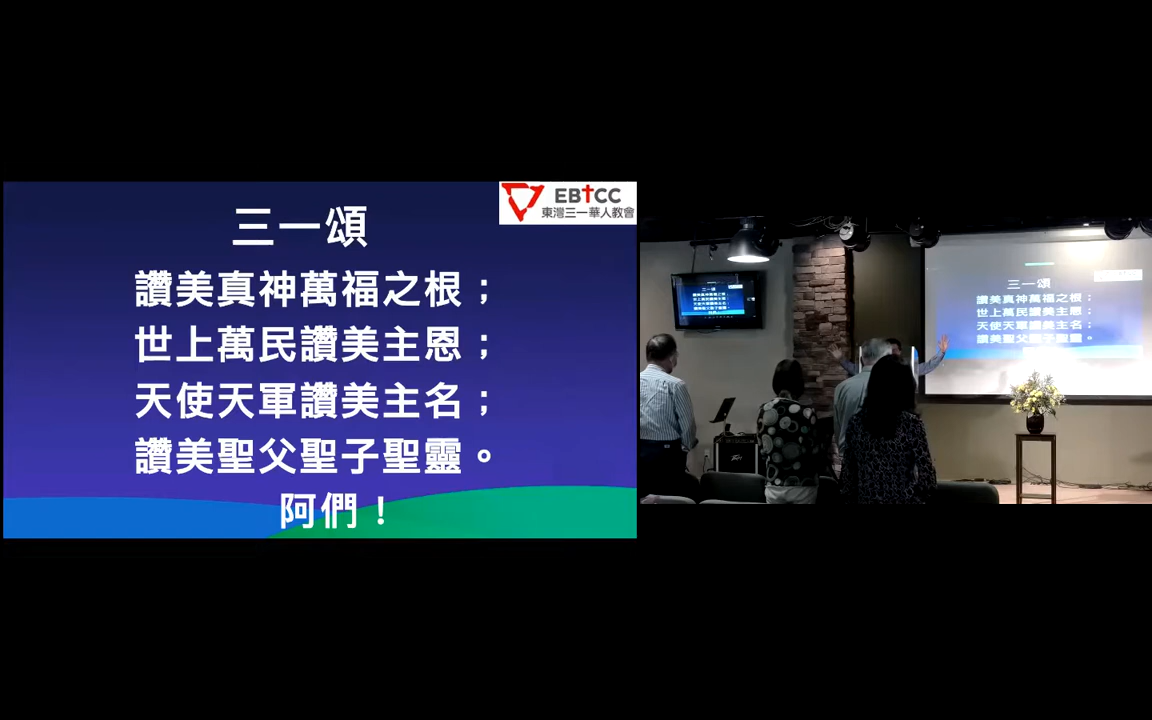 EBTCC
東灣三一華人教會
三一頌
讚美真神萬福之根；
世上萬民讚美主恩；
天使天軍讚美主名；
讚美聖父聖子聖靈。
阿們！
三一頌
讚美真神萬福之根；
世上萬民讚美主恩；
天使天軍讚美主名；
讚美聖父聖子聖靈。
PEAVEY